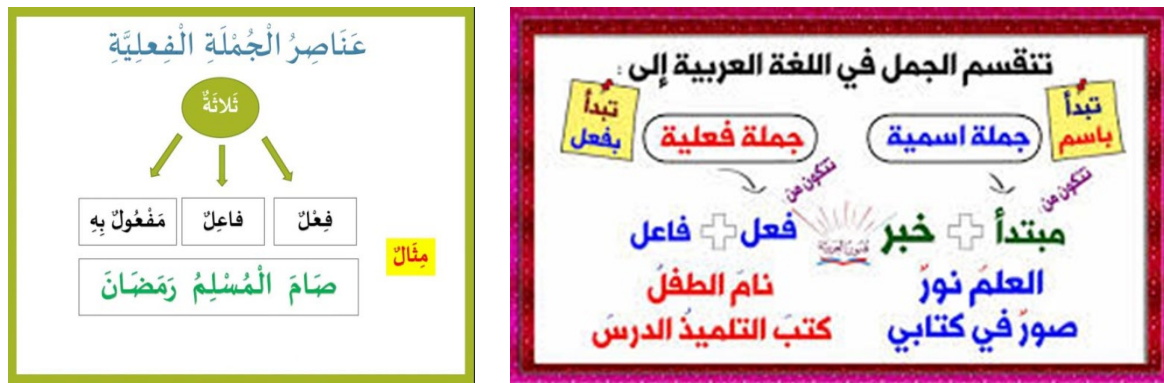 عَنَاصِرُ الْجُمْلَةِ الْفِعلِيَّةِ
ثَلاثَةٌ
فِعْلٌ فاعِلٌ مَفْعُولٌ بِهِ
مِثَالٌ
صَامَ الْمُسْلِمُ رَمَضَانَ
تنقسم الجمل في اللغة العربية إلى :
تبدأ باسم
جملة اسمية
جملة فعلية
تبدأ بفعل
تتكون من:
تتكون من:
مبتدأ + خبر
فعل + فاعل
العلمُ نورٌ
نامَ الطفلُ
صورٌ في كتابي
كتبَ التلميذُ الدرسَ